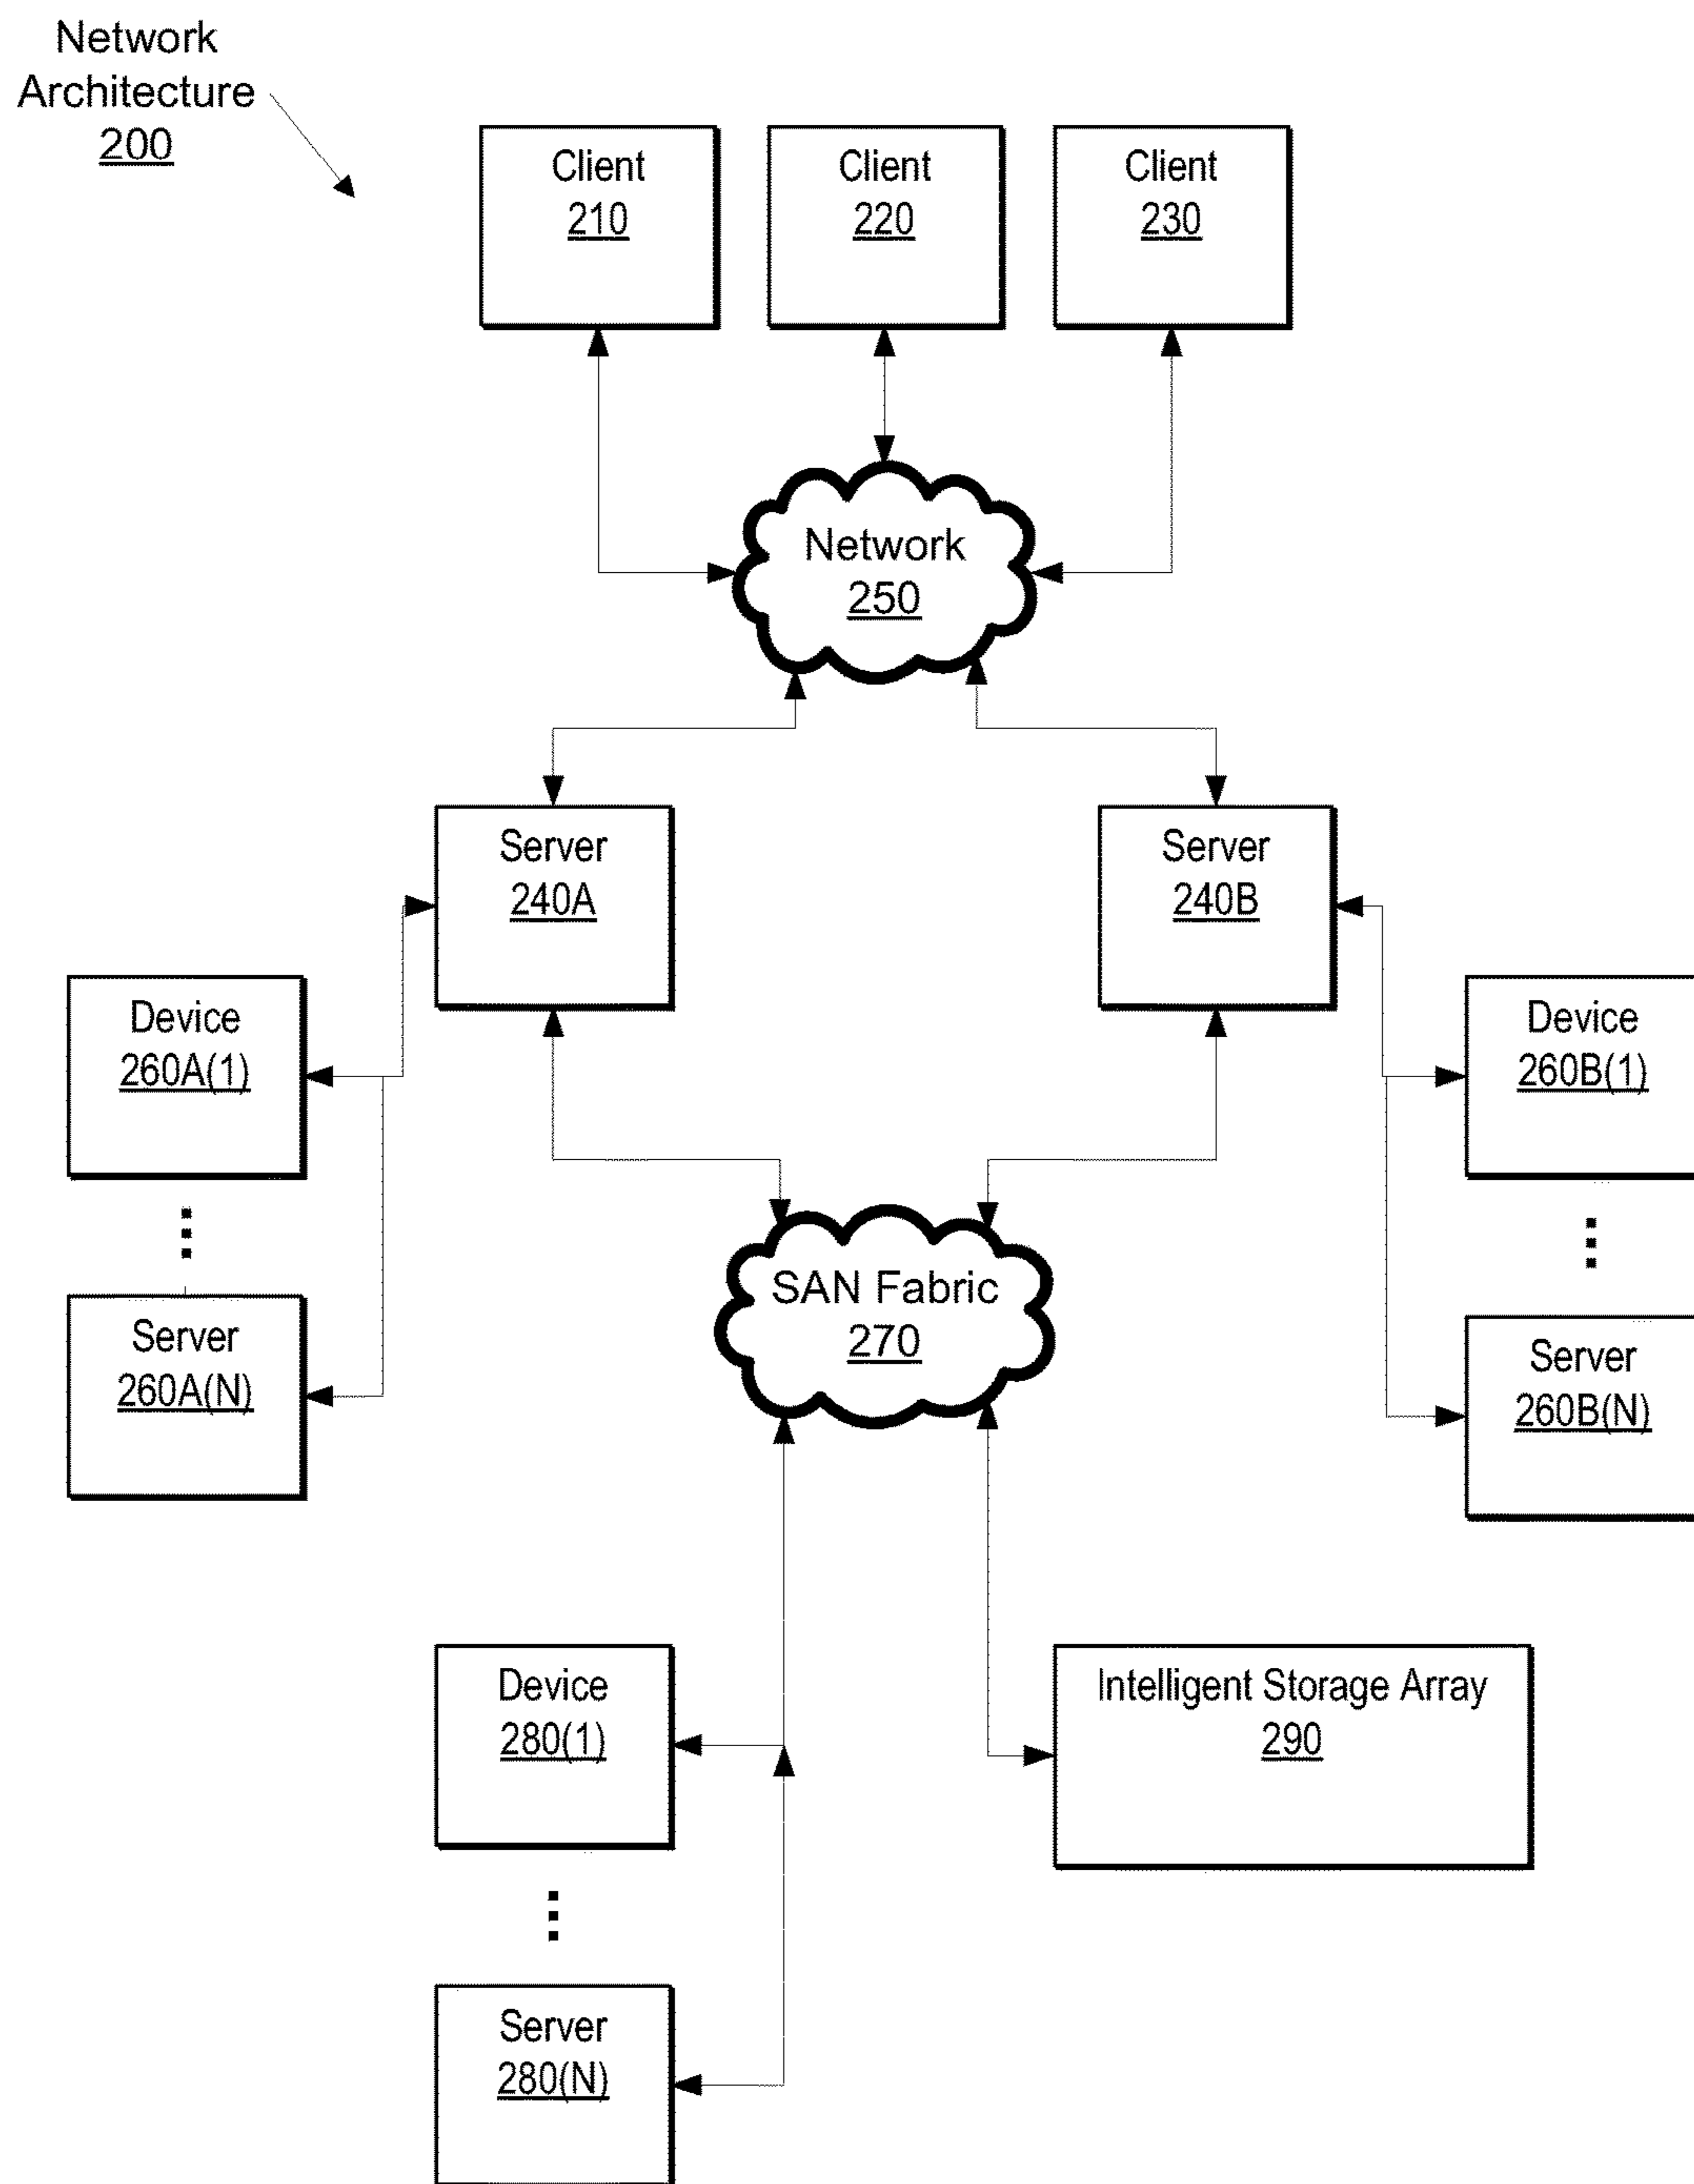 Network
Architecture
200
Client
210
Client
220
Client
230
Network
250
Server
240A
Server
240B
Device
260A(1)
Device
260B(1)
SAN Fabric
270
Server
260A(N)
Server
260B(N)
Device
280(1)
Intelligent Storage Array
290
Server
280(N)